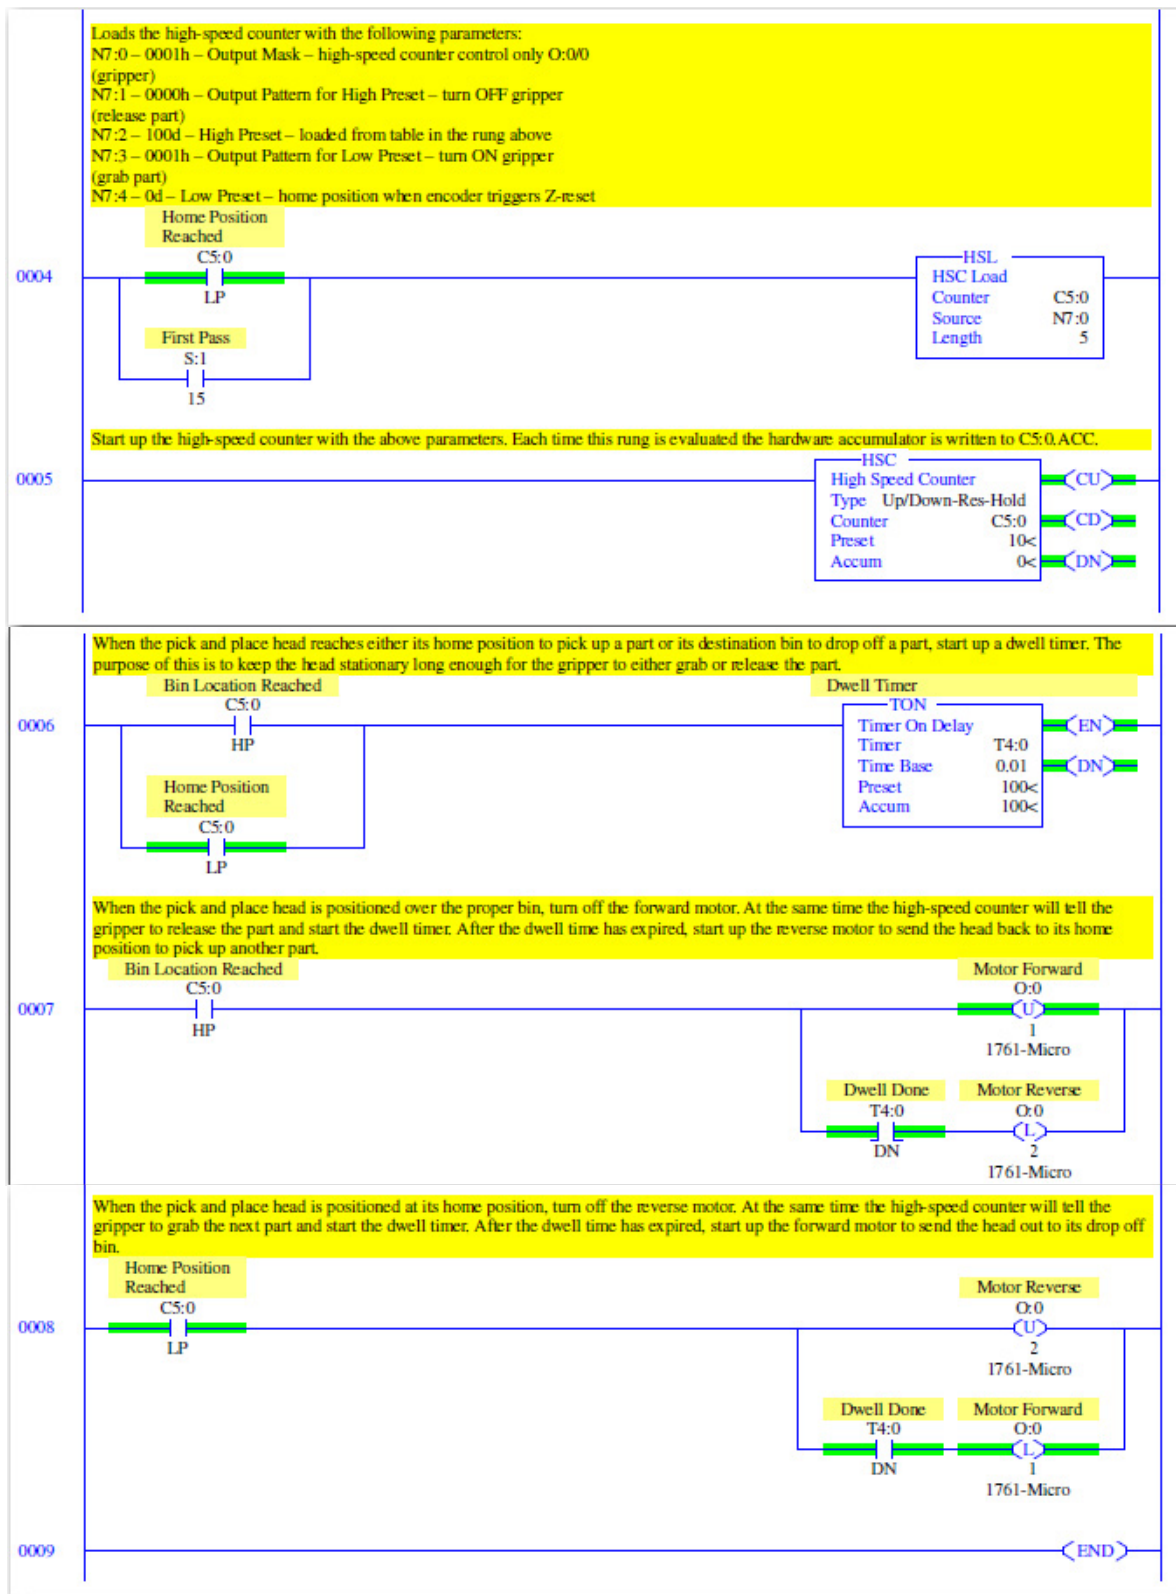 Loads the high-speed counter with the following parameters:
N7:0 – 0001h – Output Mask – high-speed counter control only O:0/0
(gripper)
N7:1 – 0000h – Output Pattern for High Preset – turn OFF gripper
(release part)
N7:2 – 100d – High Preset – loaded from table in the rung above
N7:3 – 0001h – Output Pattern for Low Preset – turn ON gripper
(grab part)
N7:4 – 0d – Low Preset – home position when encoder triggers Z-reset
Home Position
Reached
C5:0
LP
0004
HSL
HSC Load
Counter C5:0
Source N7:0
Length 5
First Pass
S:1
15
Start up the high-speed counter with the above parameters. Each time this rung is evaluated the hardware accumulator is written to C5:0.ACC.
0005
HSC
High Speed Counter
Type Up/Down-Res-Hold
Counter C5:0
Preset 10<
Accum 0<
CU
CD
DN
When the pick and place head reaches either its home position to pick up a part or its destination bin to drop off a part, start up a dwell timer. The
purpose of this is to keep the head stationary long enough for the gripper to either grab or release the part.
Bin Location Reached
C5:0
HP
0006
Home Position
Reached
C5:0
LP
Dwell Timer
TON
Timer On Delay
Timer T4:0
Time Base 0.01
Preset 100<
Accum 100<
EN
DN
When the pick and place head is positioned over the proper bin, turn off the forward motor. At the same time the high-speed counter will tell the
gripper to release the part and start the dwell timer. After the dwell time has expired, start up the reverse motor to send the head back to its home
position to pick up another part.
Bin Location Reached
C5:0
HP
0007
Motor Forward
O:0
U
1
1761-Micro
Dwell Done
T4:0
DN
Motor Reverse
O:0
L
2
1761-Micro
When the pick and place head is positioned at its home position, turn off the reverse motor. At the same time the high-speed counter will tell the
gripper to grab the next part and start the dwell timer. After the dwell time has expired, start up the forward motor to send the head out to its drop off
bin.
Home Position
Reached
C5:0
LP
0008
Motor Reverse
O:0
U
2
1761-Micro
Dwell Done
T4:0
DN
Motor Forward
O:0
L
1
1761-Micro
0009
END